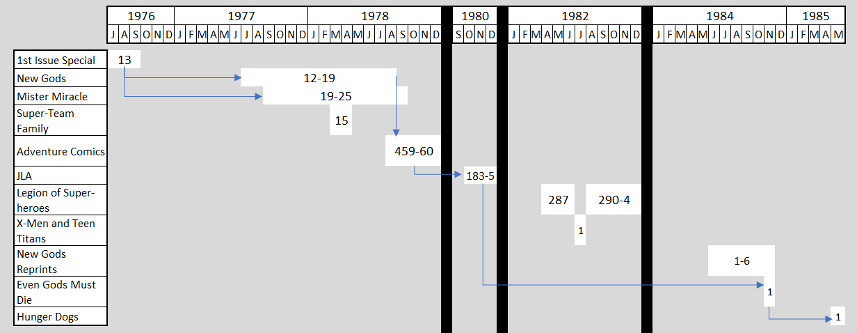 1976 1977 1978 1980 1982 1984 1985
J A S O N D J F M A M J J A S O N D J F M A M J J A S O N D S O N D J F M A M J J A S O N D J F M A M J J A S O N D J F M A M
1st Issue Special 13
New Gods 12-19
Mister Miracle 19-25
Super-Team
Family
15
Adventure Comics 459-60
JLA 183-5
Legion of Super-
heroes
287 290-4
X-Men and Teen
Titans
1
New Gods
Reprints
1-6
Even Gods Must
Die
1
Hunger Dogs 1